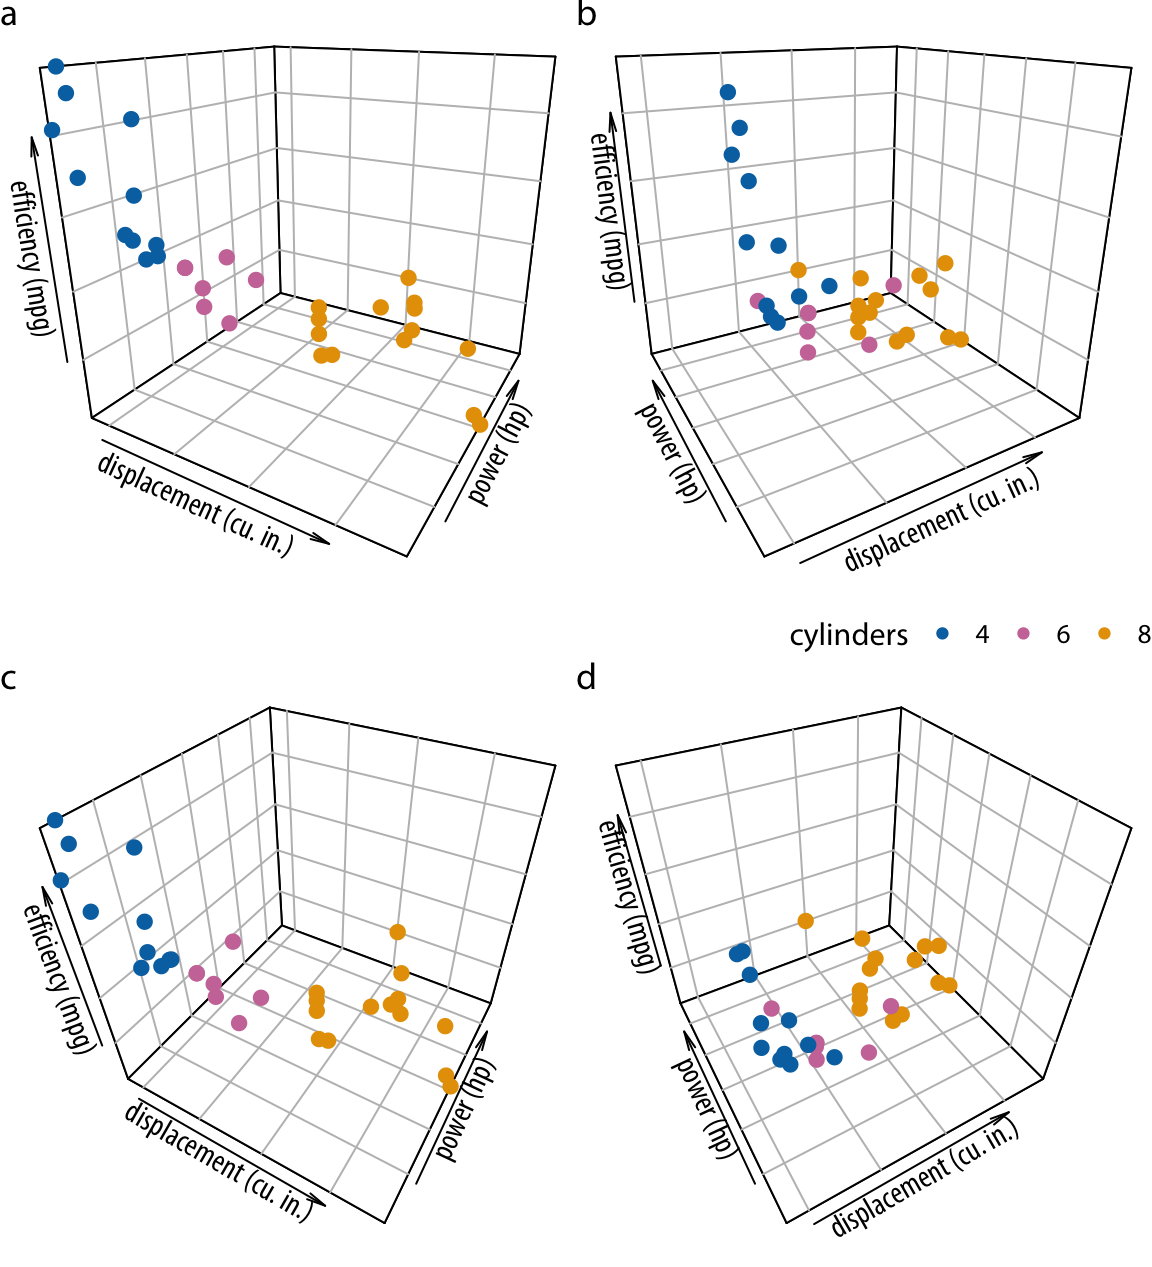 a
b
efficiency (mpg)
displacement (cu. in.)
power (hp)
efficiency (mpg)
power (hp)
displacement (cu. in.)
cylinders 4 6 8
c
d
efficiency (mpg)
displacement (cu. in.)
power (hp)
efficiency (mpg)
power (hp)
displacement (cu. in.)